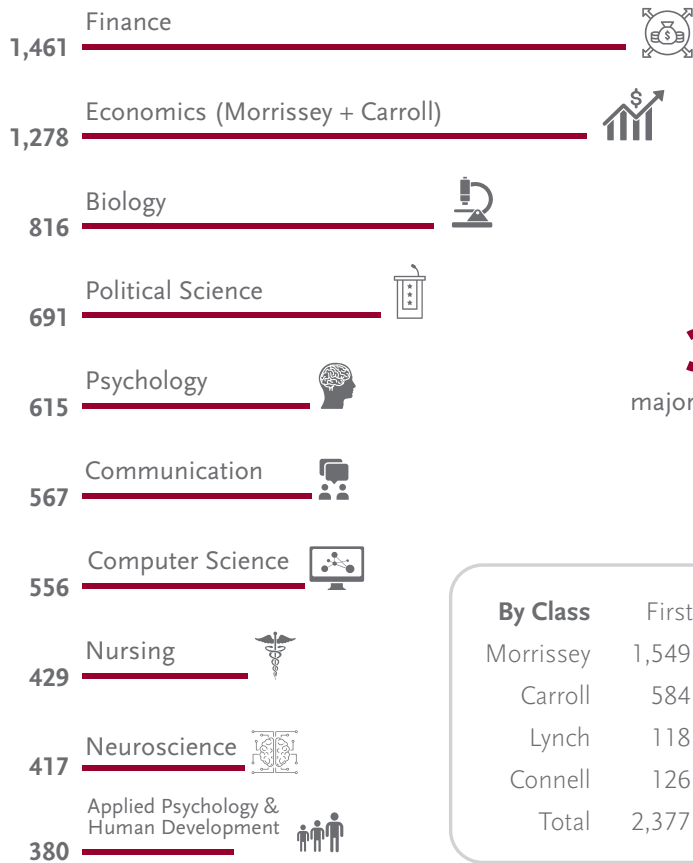 Finance
1,461
Economics (Morrissey + Carroll)
1,278
Biology
816
Political Science
691
Psychology
615
Communication
567
Computer Science
556
Nursing
429
Neuroscience
417
Applied Psychology &
Human Development
380
major
By Class First
Morrissey 1,549
Carroll 584
Lynch 118
Connell 126
Total 2,377